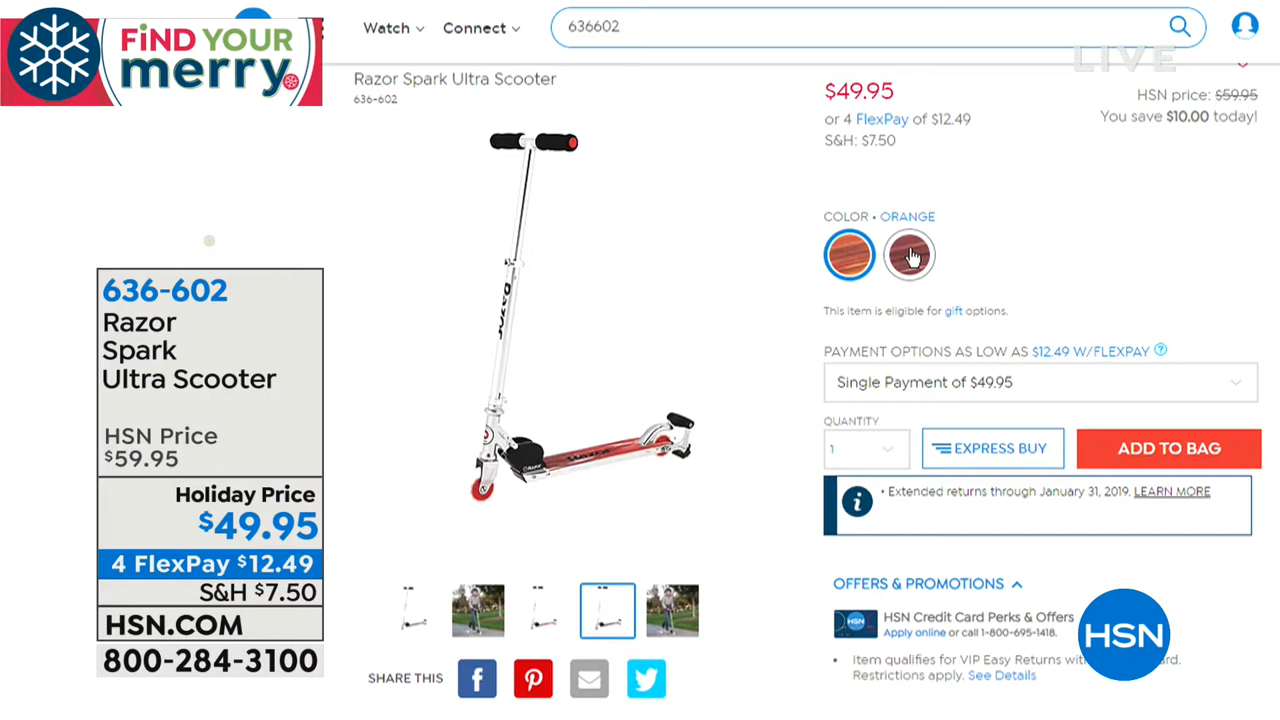 FiND YOUR
merry
Watch
Connect
636602
LIVE
Razor Spark Ultra Scooter
636-602
$49.95
HSN price: $59.95
or 4 FlexPay of $12.49
You save $10.00 today!
S&H: $7.50
COLOR • ORANGE
This item is eligible for gift options.
PAYMENT OPTIONS AS LOW AS $12.49 W/FLEXPAY ?
Single Payment of $49.95
QUANTITY
1
EXPRESS BUY
ADD TO BAG
i
• Extended returns through January 31, 2019. LEARN MORE
OFFERS & PROMOTIONS
HSN
HSN Credit Card Perks & Offers
Apply online or call 1-800-695-1418.
• Item qualifies for VIP Easy Returns
Restrictions apply. See Details
HSN
SHARE THIS
RAZOR
636-602
Razor
Spark
Ultra Scooter
HSN Price
$59.95
Holiday Price
$49.95
4 FlexPay $12.49
S&H $7.50
HSN.COM
800-284-3100